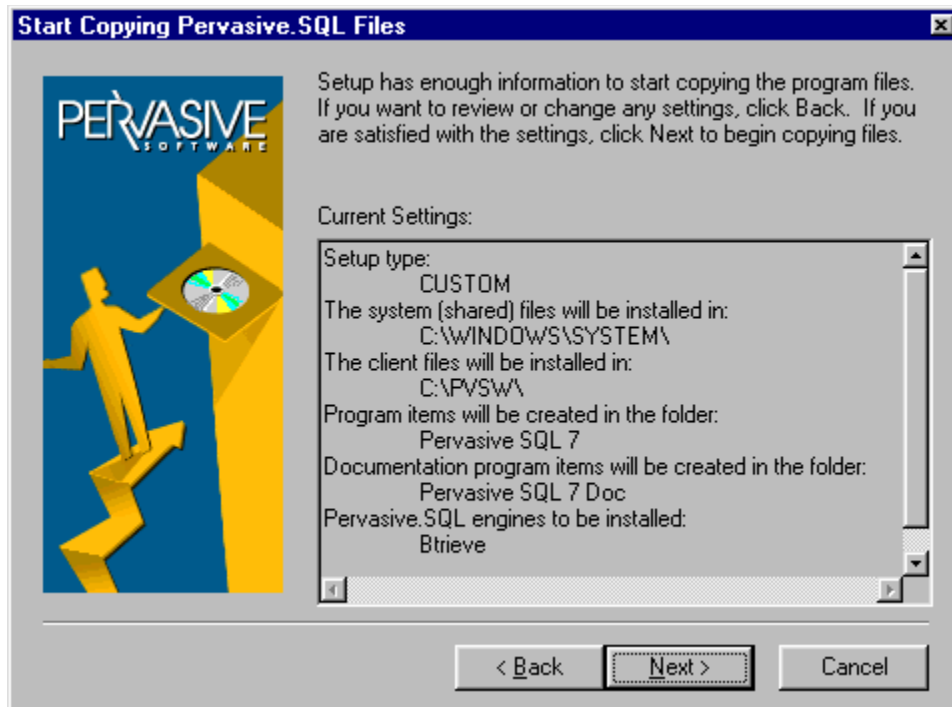 Start Copying Pervasive.SQL Files
PERVASIVE
SOFTWARE
Setup has enough information to start copying the program files.
If you want to review or change any settings, click Back.  If you
are satisfied with the settings, click Next to begin copying files.
Current Settings:
Setup type:
CUSTOM
The system (shared) files will be installed in:
C:\WINDOWS\SYSTEM\
The client files will be installed in:
C:\PVSW\
Program items will be created in the folder:
Pervasive SQL 7
Documentation program items will be created in the folder:
Pervasive SQL 7 Doc
Pervasive.SQL engines to be installed:
Btrieve
< Back
Next >
Cancel